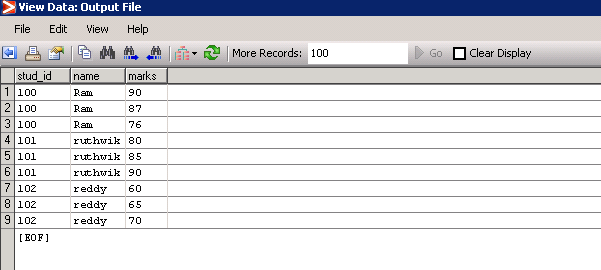 View Data: Output File
File Edit View Help
More Records: 100 Go Clear Display
stud_id name marks
1 100 Ram 90
2 100 Ram 87
3 100 Ram 76
4 101 ruthwik 80
5 101 ruthwik 85
6 101 ruthwik 90
7 102 reddy 60
8 102 reddy 65
9 102 reddy 70
[EOF]